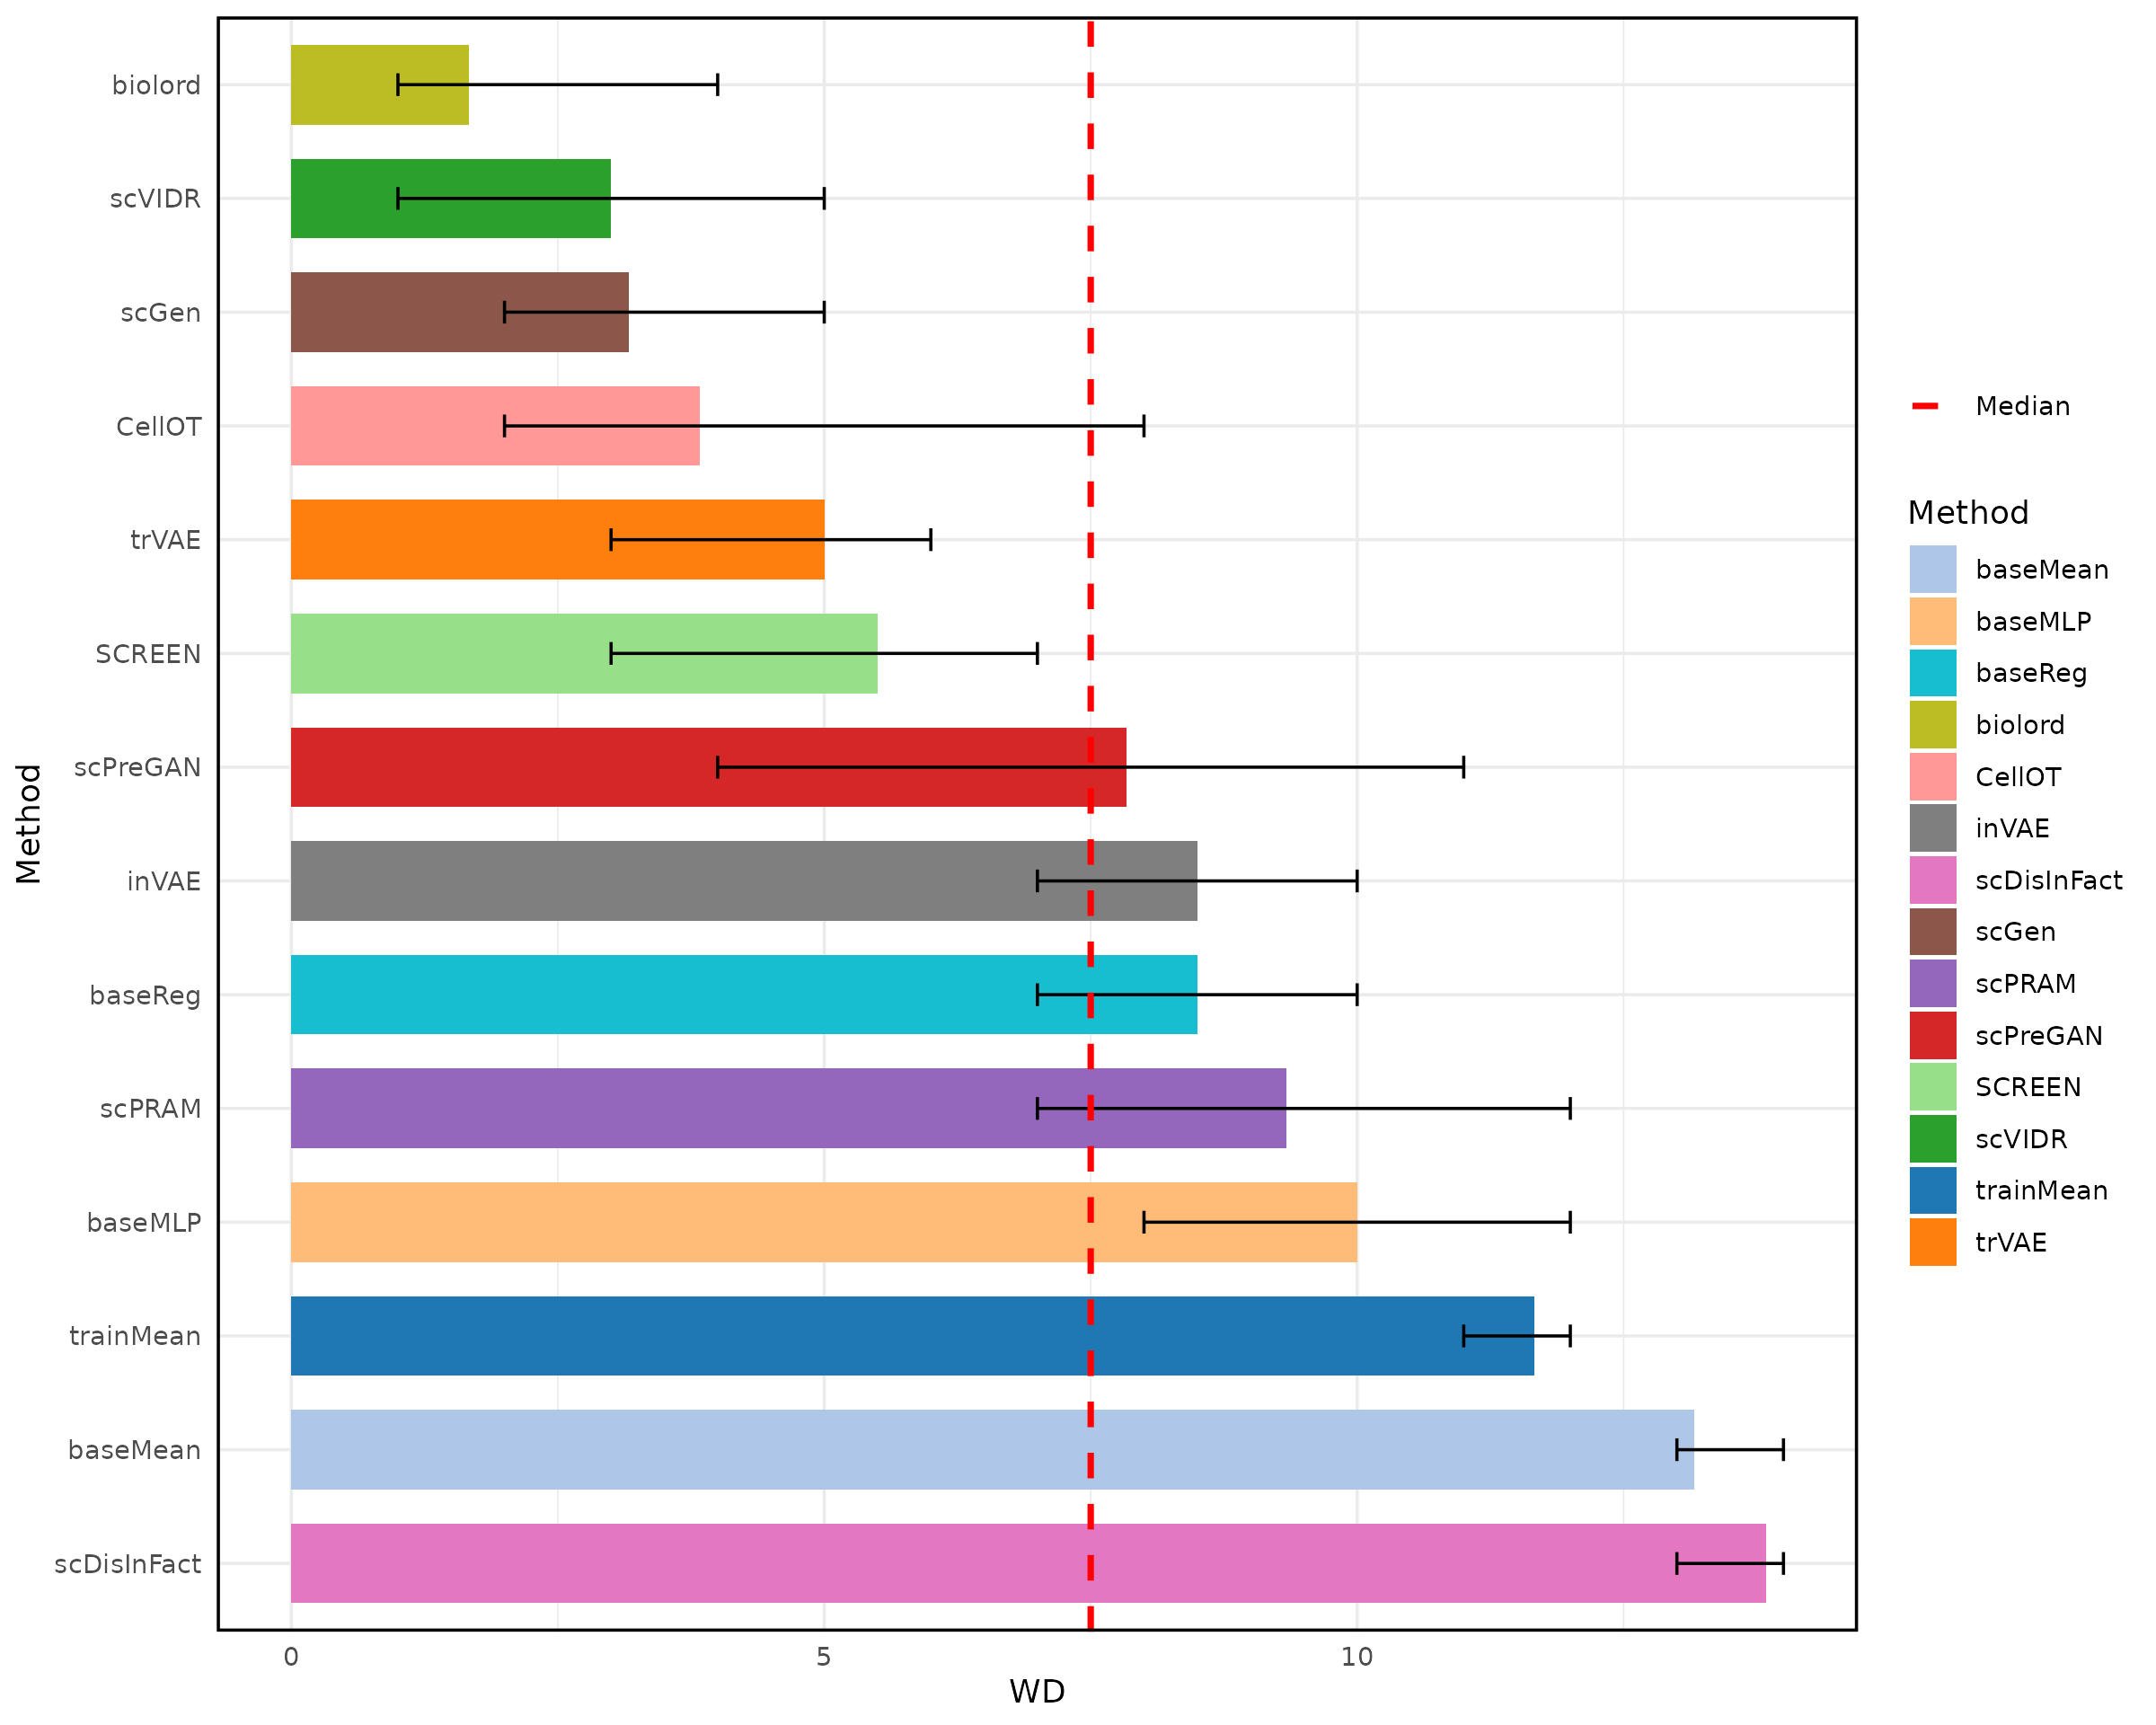 biolord
scVIDR
scGen
CellOT
trVAE
SCREEN
scPreGAN
inVAE
baseReg
scPRAM
baseMLP
trainMean
baseMean
scDisInFact
Method
0 5 10
WD
Median
Method
baseMean
baseMLP
baseReg
biolord
CellOT
inVAE
scDisInFact
scGen
scPRAM
scPreGAN
SCREEN
scVIDR
trainMean
trVAE